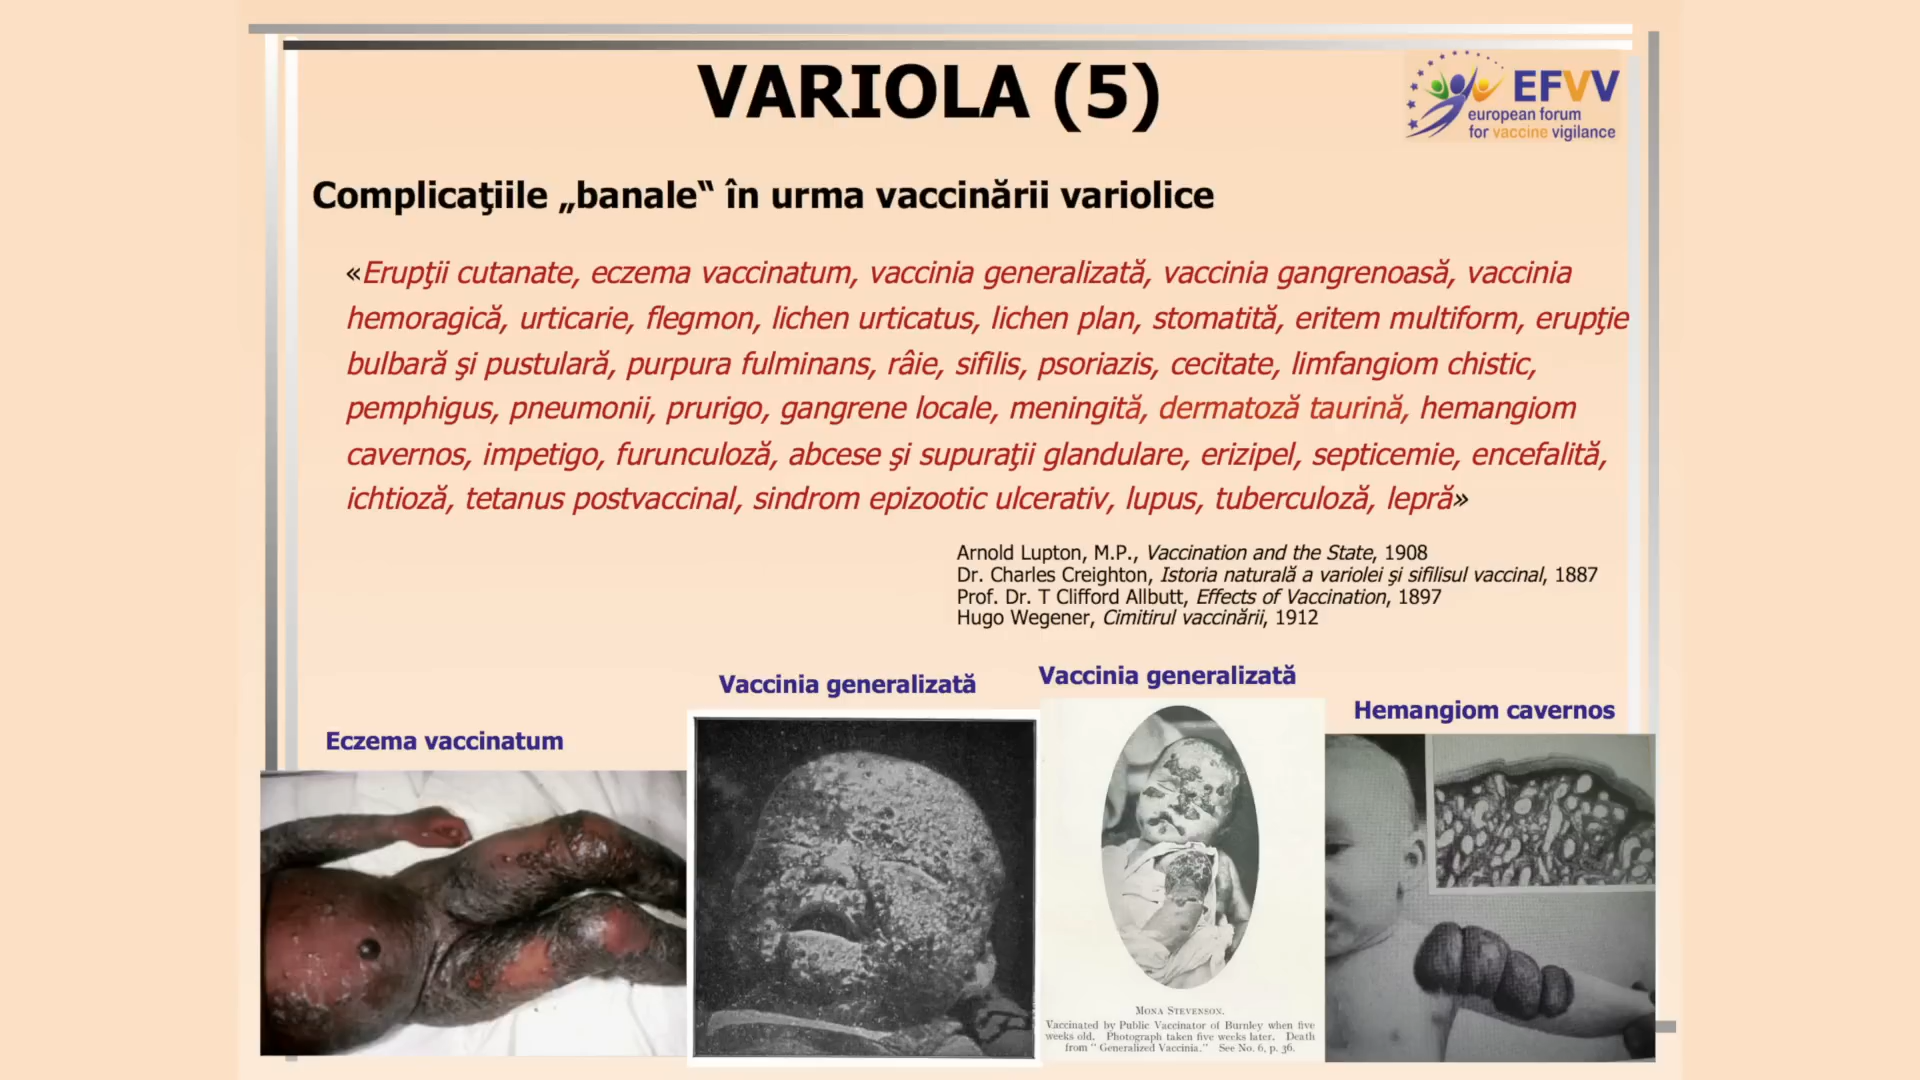 VARIOLA (5)
EFVV
european forum
for vaccine vigilance
Complicaţiile „banale“ în urma vaccinării variolice
«Erupţii cutanate, eczema vaccinatum, vaccinia generalizată, vaccinia gangrenoasă, vaccinia
hemoragică, urticarie, flegmon, lichen urticatus, lichen plan, stomatită, eritem multiform, erupţie
bulbară şi pustulară, purpura fulminans, râie, sifilis, psoriazis, cecitate, limfangiom chistic,
pemphigus, pneumonii, prurigo, gangrene locale, meningită, dermatoză taurină, hemangiom
cavernos, impetigo, furunculoză, abcese şi supuraţii glandulare, erizipel, septicemie, encefalită,
ichtioză, tetanus postvaccinal, sindrom epizootic ulcerativ, lupus, tuberculoză, lepră»
Arnold Lupton, M.P., Vaccination and the State, 1908
Dr. Charles Creighton, Istoria naturală a variolei şi sifilisul vaccinal, 1887
Prof. Dr. T Clifford Allbutt, Effects of Vaccination, 1897
Hugo Wegener, Cimitirul vaccinării, 1912
Eczema vaccinatum
Vaccinia generalizată
Vaccinia generalizată
Hemangiom cavernos
MONA STEVENSON.
Vaccinated by Public Vaccinator of Burnley when five
weeks old. Photograph taken five weeks later. Death
from "Generalized Vaccinia." See No. 6, p. 36.